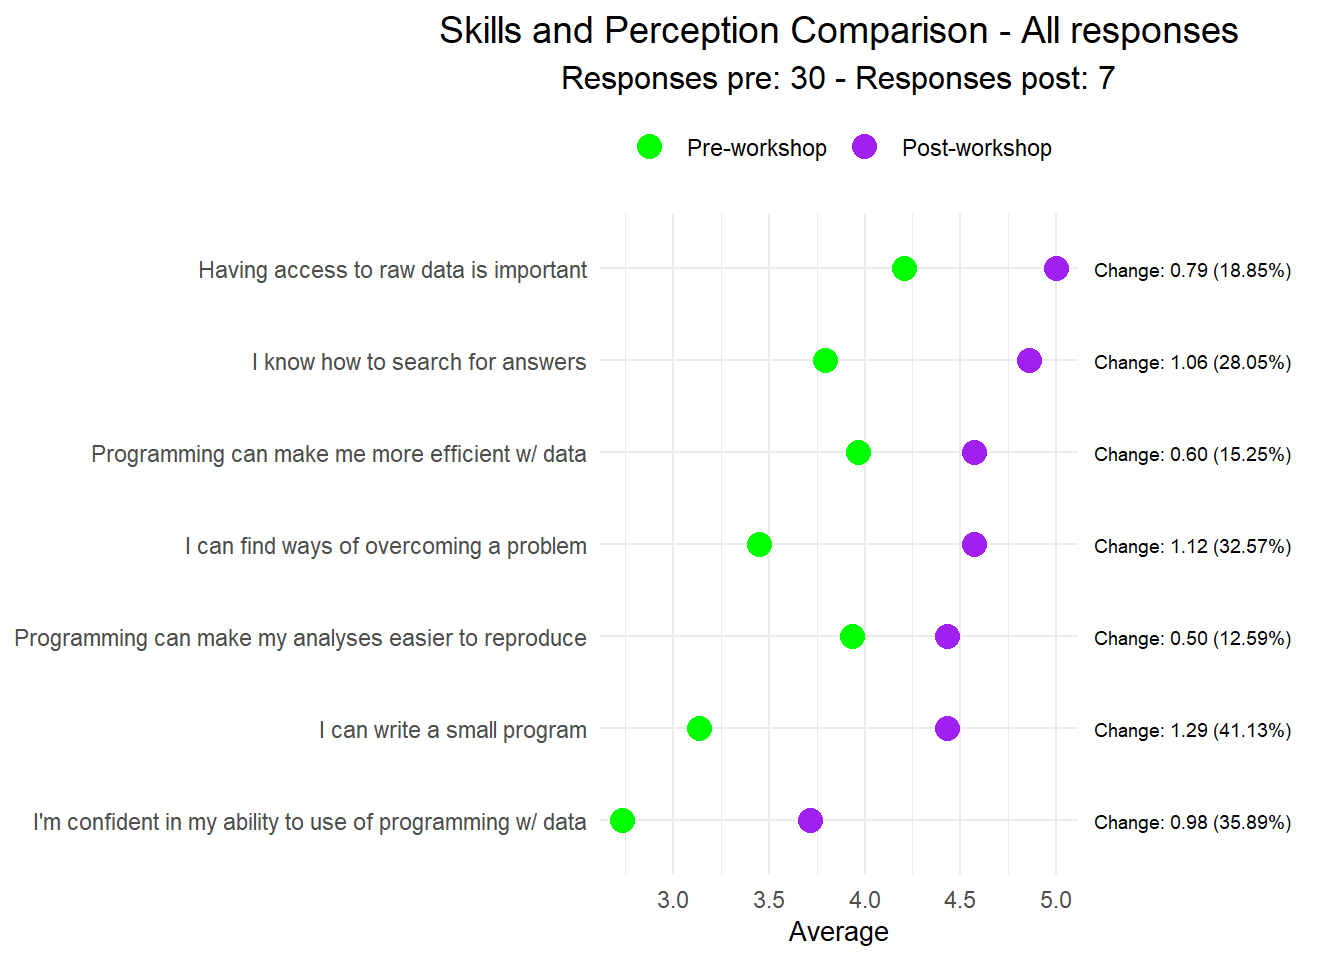 Skills and Perception Comparison - All responses
Responses pre: 30 - Responses post: 7
Pre-workshop Post-workshop
Having access to raw data is important Change: 0.79 (18.85%)
I know how to search for answers Change: 1.06 (28.05%)
Programming can make me more efficient w/ data Change: 0.60 (15.25%)
I can find ways of overcoming a problem Change: 1.12 (32.57%)
Programming can make my analyses easier to reproduce Change: 0.50 (12.59%)
I can write a small program Change: 1.29 (41.13%)
I'm confident in my ability to use of programming w/ data Change: 0.98 (35.89%)
3.0 3.5 4.0 4.5 5.0
Average